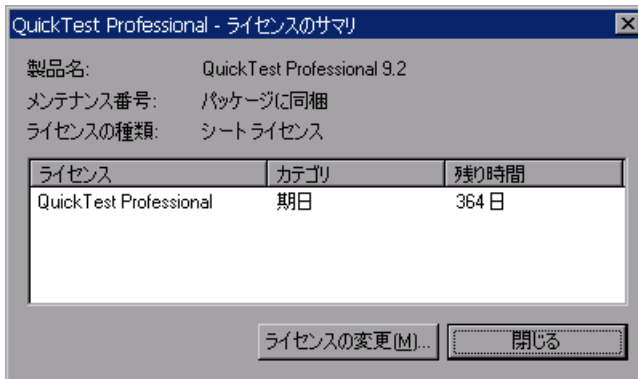 QuickTest Professional - ライセンスのサマリ
製品名: QuickTest Professional 9.2
メンテナンス番号: パッケージに同梱
ライセンスの種類: シート ライセンス
ライセンス カテゴリ 残り時間
QuickTest Professional 期日 364 日
ライセンスの変更(M)... 閉じる